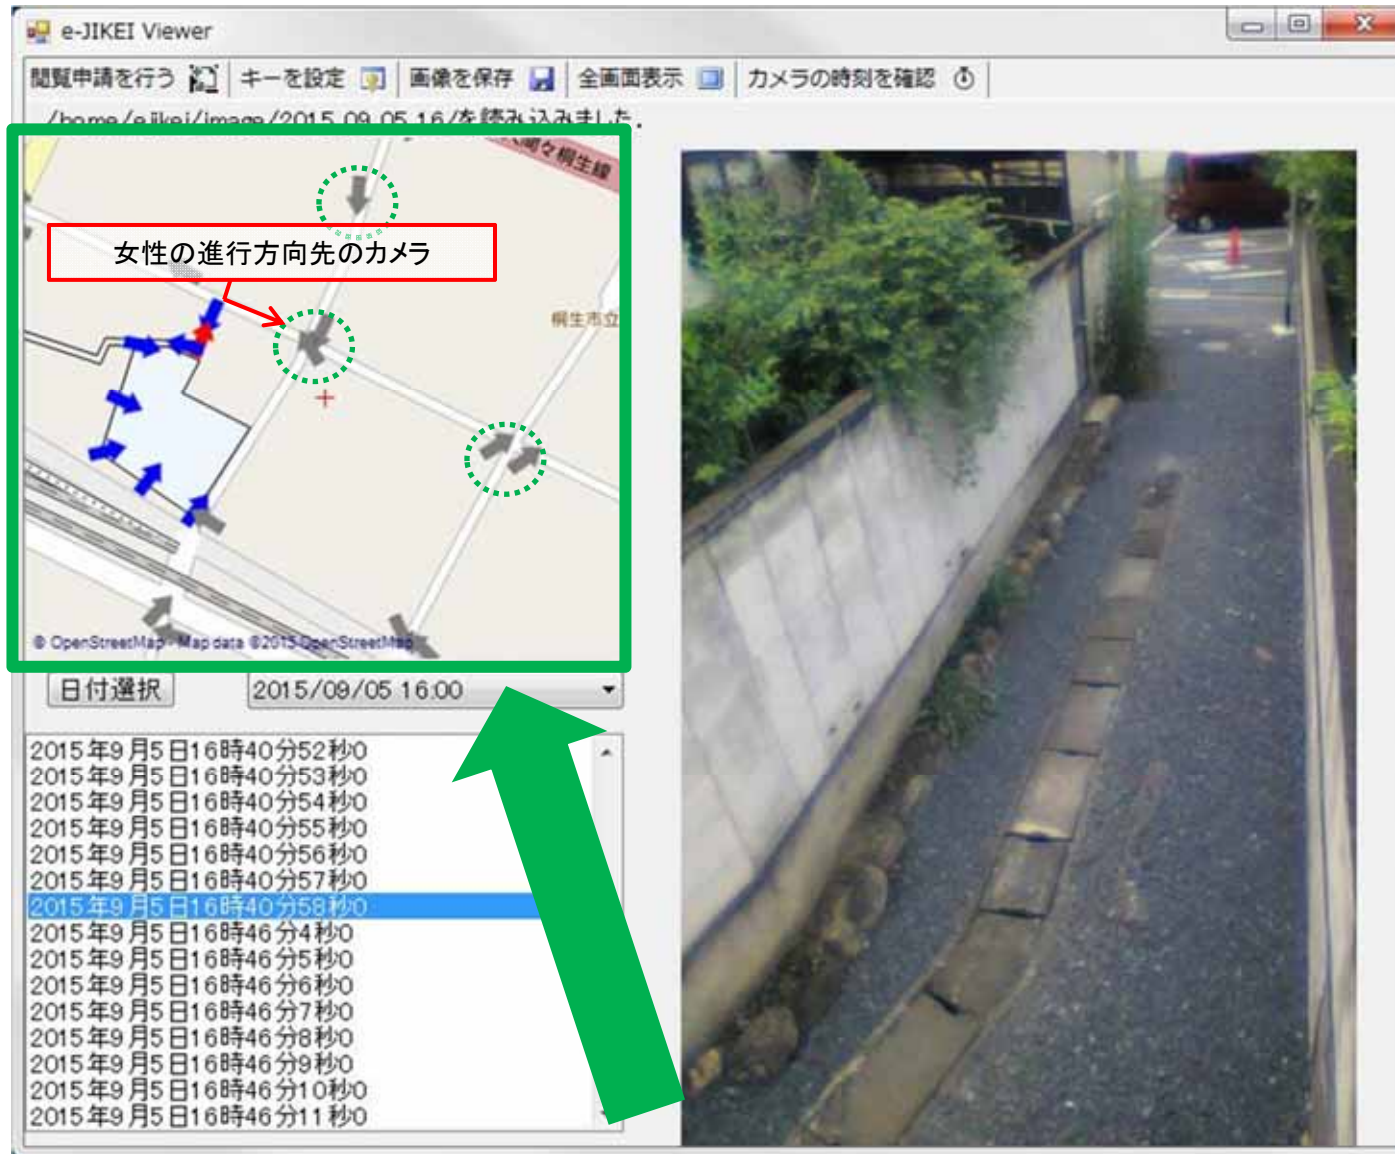 e-JIKEI Viewer
閲覧申請を行う キーを設定 画像を保存 全画面表示 カメラの時刻を確認
/home/ejikei/image/2015_09_05_16/を読み込みました.
間々桐生線
女性の進行方向先のカメラ
桐生市立
© OpenStreetMap - Map data ©2015 OpenStreetMap
日付選択 2015/09/05 16:00
2015年9月5日16時40分52秒0
2015年9月5日16時40分53秒0
2015年9月5日16時40分54秒0
2015年9月5日16時40分55秒0
2015年9月5日16時40分56秒0
2015年9月5日16時40分57秒0
2015年9月5日16時40分58秒0
2015年9月5日16時46分4秒0
2015年9月5日16時46分5秒0
2015年9月5日16時46分6秒0
2015年9月5日16時46分7秒0
2015年9月5日16時46分8秒0
2015年9月5日16時46分9秒0
2015年9月5日16時46分10秒0
2015年9月5日16時46分11秒0